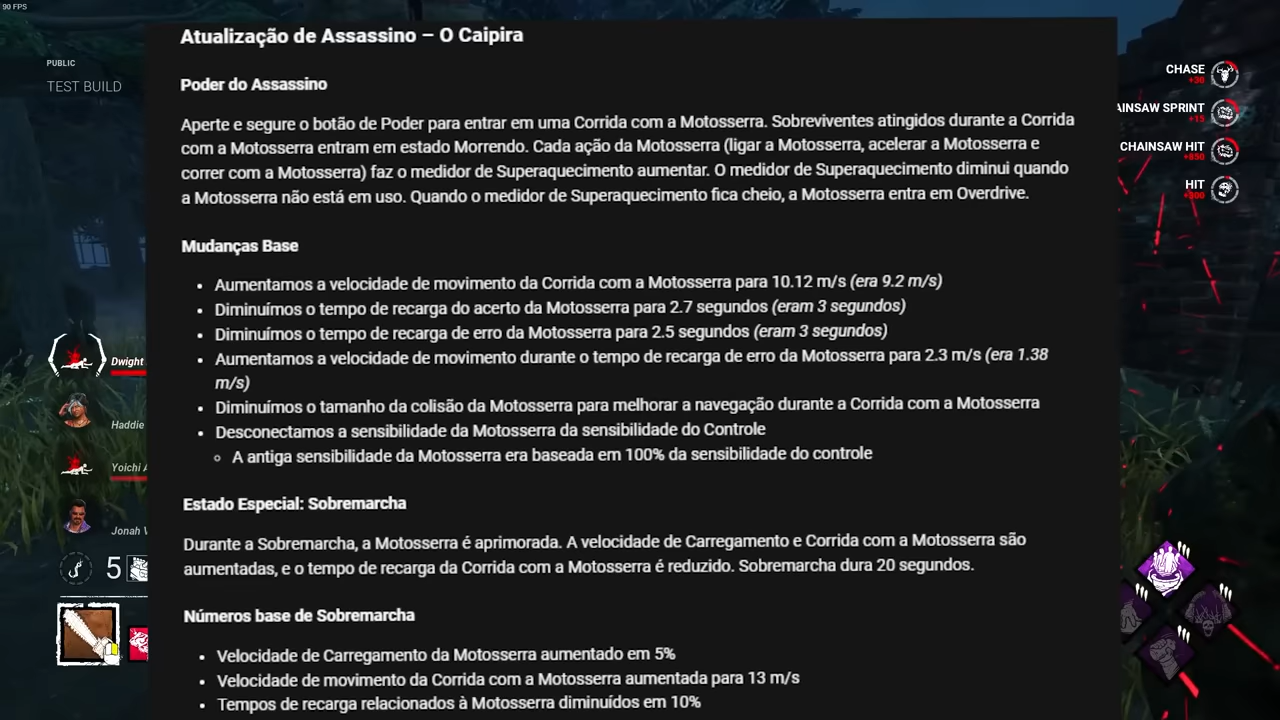 90 FPS
PUBLIC
TEST BUILD
Atualização de Assassino – O Caipira
Poder do Assassino
Aperte e segure o botão de Poder para entrar em uma Corrida com a Motosserra. Sobreviventes atingidos durante a Corrida
com a Motosserra entram em estado Morrendo. Cada ação da Motosserra (ligar a Motosserra, acelerar a Motosserra e
correr com a Motosserra) faz o medidor de Superaquecimento aumentar. O medidor de Superaquecimento diminui quando
a Motosserra não está em uso. Quando o medidor de Superaquecimento fica cheio, a Motosserra entra em Overdrive.
Mudanças Base
• Aumentamos a velocidade de movimento da Corrida com a Motosserra para 10.12 m/s (era 9.2 m/s)
• Diminuímos o tempo de recarga do acerto da Motosserra para 2.7 segundos (eram 3 segundos)
• Diminuímos o tempo de recarga de erro da Motosserra para 2.5 segundos (eram 3 segundos)
• Aumentamos a velocidade de movimento durante o tempo de recarga de erro da Motosserra para 2.3 m/s (era 1.38
m/s)
• Diminuímos o tamanho da colisão da Motosserra para melhorar a navegação durante a Corrida com a Motosserra
• Desconectamos a sensibilidade da Motosserra da sensibilidade do Controle
◦ A antiga sensibilidade da Motosserra era baseada em 100% da sensibilidade do controle
Estado Especial: Sobremarcha
Durante a Sobremarcha, a Motosserra é aprimorada. A velocidade de Carregamento e Corrida com a Motosserra são
aumentadas, e o tempo de recarga da Corrida com a Motosserra é reduzido. Sobremarcha dura 20 segundos.
Números base de Sobremarcha
• Velocidade de Carregamento da Motosserra aumentado em 5%
• Velocidade de movimento da Corrida com a Motosserra aumentada para 13 m/s
• Tempos de recarga relacionados à Motosserra diminuídos em 10%
CHASE
+30
AINSAW SPRINT
+15
CHAINSAW HIT
+650
HIT
+300
Dwight
Haddie
Yoichi A
Jonah V
5